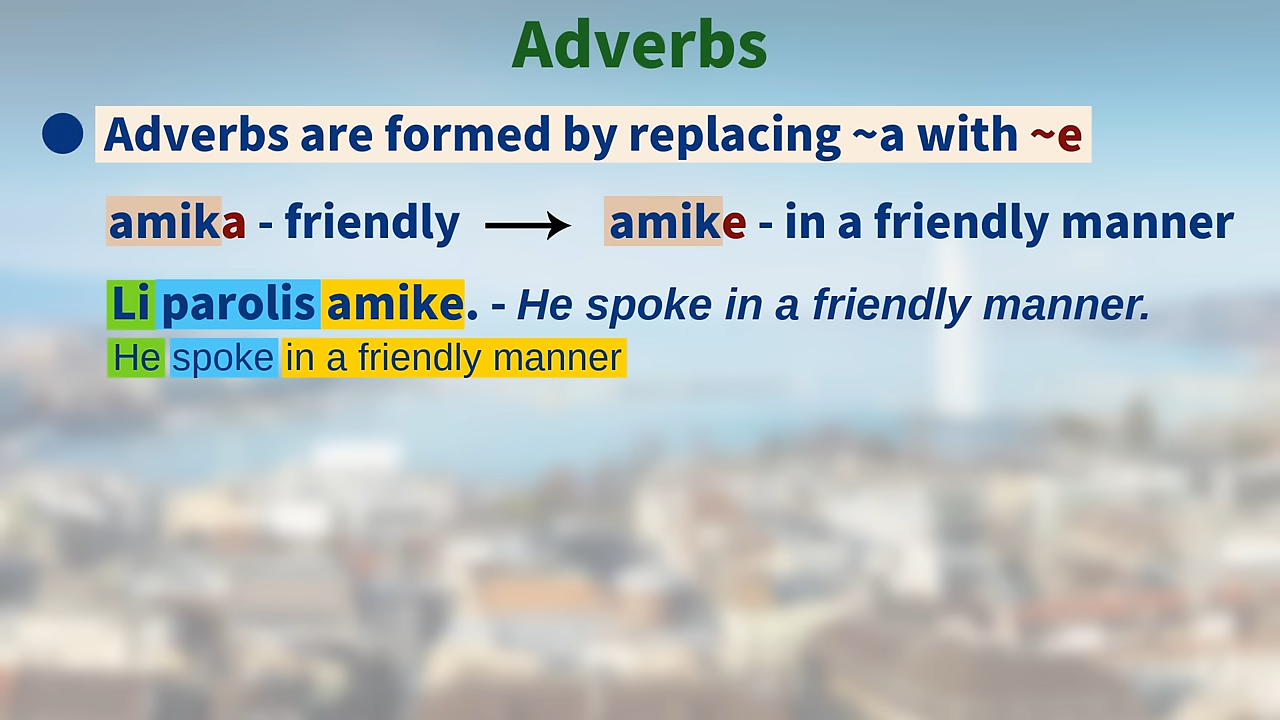 Adverbs
Adverbs are formed by replacing ~a with ~e
amika - friendly → amike - in a friendly manner
Li parolis amike. - He spoke in a friendly manner.
He spoke in a friendly manner